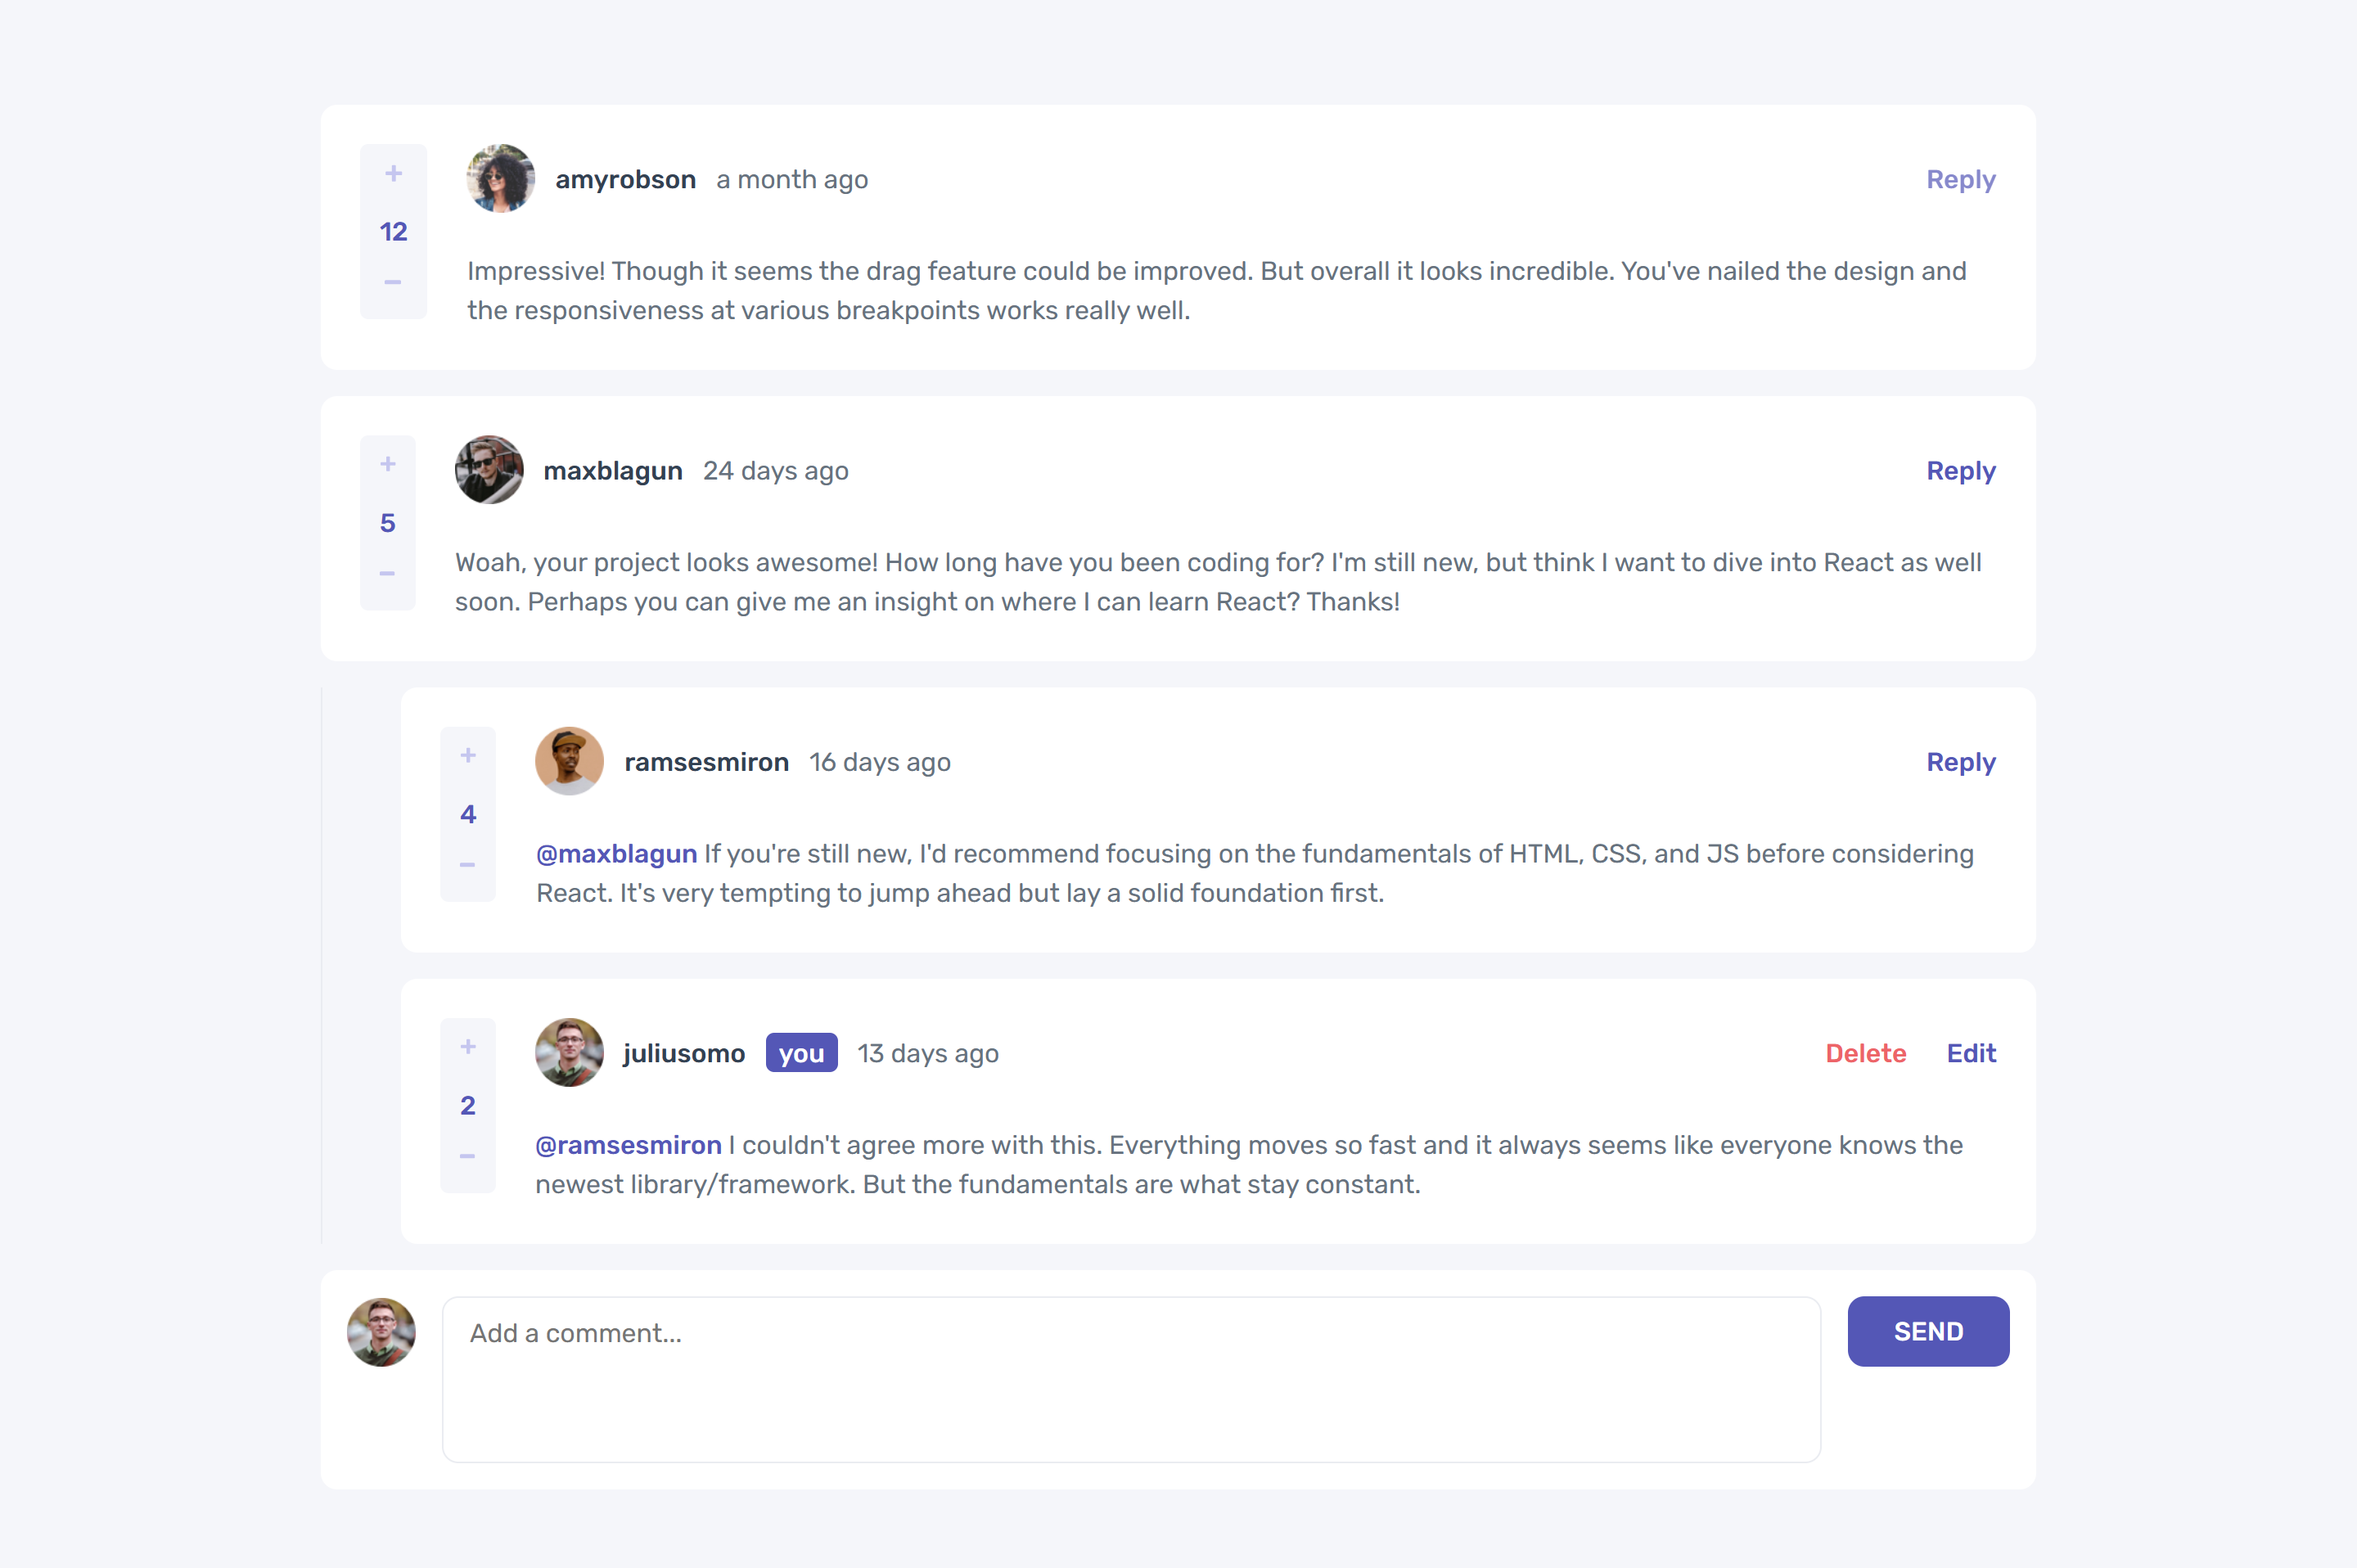 +
12
−
amyrobson a month ago Reply
Impressive! Though it seems the drag feature could be improved. But overall it looks incredible. You've nailed the design and
the responsiveness at various breakpoints works really well.
+
5
−
maxblagun 24 days ago Reply
Woah, your project looks awesome! How long have you been coding for? I'm still new, but think I want to dive into React as well
soon. Perhaps you can give me an insight on where I can learn React? Thanks!
+
4
−
ramsesmiron 16 days ago Reply
@maxblagun If you're still new, I'd recommend focusing on the fundamentals of HTML, CSS, and JS before considering
React. It's very tempting to jump ahead but lay a solid foundation first.
+
2
−
juliusomo you 13 days ago Delete Edit
@ramsesmiron I couldn't agree more with this. Everything moves so fast and it always seems like everyone knows the
newest library/framework. But the fundamentals are what stay constant.
Add a comment...
SEND